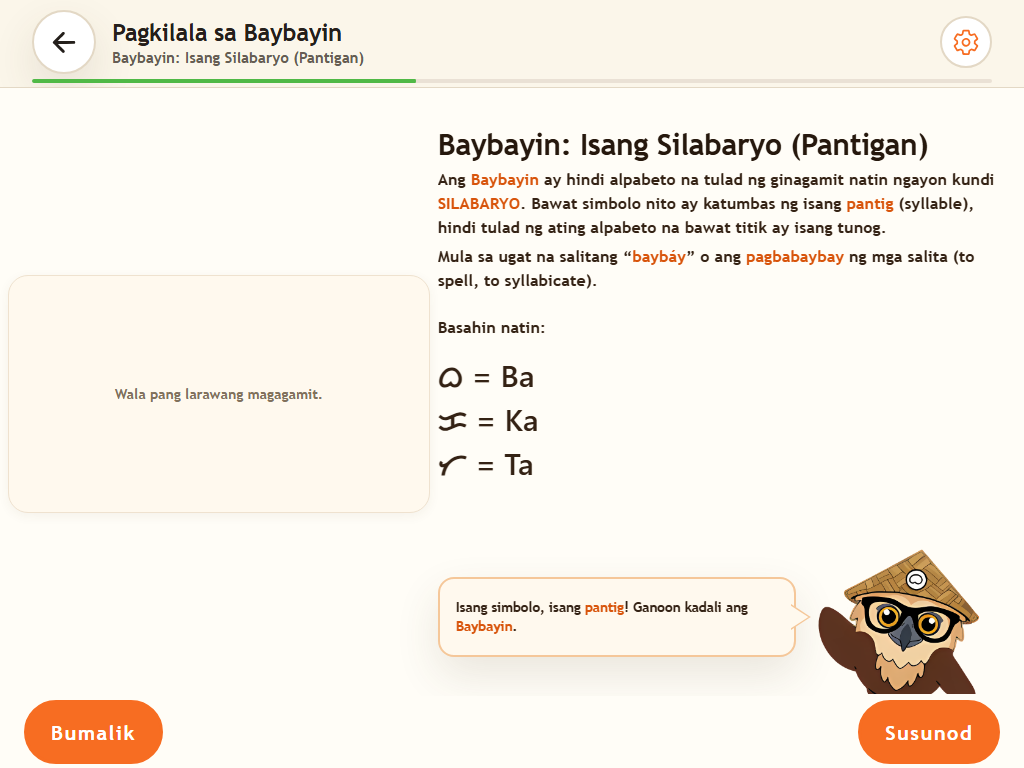 Pagkilala sa Baybayin
Baybayin: Isang Silabaryo (Pantigan)
Baybayin: Isang Silabaryo (Pantigan)
Ang Baybayin ay hindi alpabeto na tulad ng ginagamit natin ngayon kundi
SILABARYO. Bawat simbolo nito ay katumbas ng isang pantig (syllable),
hindi tulad ng ating alpabeto na bawat titik ay isang tunog.
Mula sa ugat na salitang “baybáy” o ang pagbabaybay ng mga salita (to
spell, to syllabicate).
Wala pang larawang magagamit.
Basahin natin:
ᜊ = Ba
ᜃ = Ka
ᜆ = Ta
Isang simbolo, isang pantig! Ganoon kadali ang
Baybayin.
ᜊ
Bumalik
Susunod